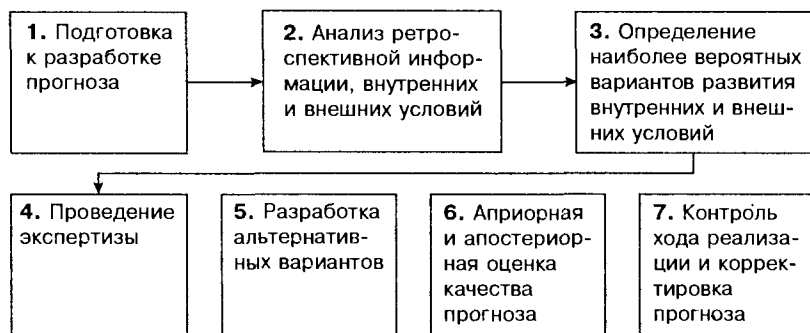 1. Подготовка
к разработке
прогноза
2. Анализ ретро-
спективной инфор-
мации, внутренних
и внешних условий
3. Определение
наиболее вероятных
вариантов развития
внутренних и внеш-
них условий
4. Проведение
экспертизы
5. Разработка
альтернатив-
ных вариантов
6. Априорная
и апостериор-
ная оценка
качества
прогноза
7. Контроль
хода реализа-
ции и коррек-
тировка
прогноза